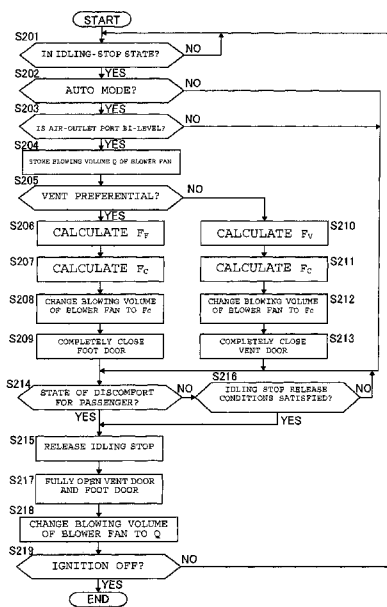 START
S201
IN IDLING-STOP STATE?
NO
YES
S202
AUTO MODE?
NO
YES
S203
IS AIR-OUTLET PORT BI-LEVEL?
NO
YES
S204
STORE BLOWING VOLUME Q OF BLOWER FAN
S205
VENT PREFERENTIAL?
NO
YES
S206
CALCULATE FF
S210
CALCULATE FV
S207
CALCULATE FC
S211
CALCULATE FC
S208
CHANGE BLOWING VOLUME
OF BLOWER FAN TO FC
S212
CHANGE BLOWING VOLUME
OF BLOWER FAN TO FC
S209
COMPLETELY CLOSE
FOOT DOOR
S213
COMPLETELY CLOSE
VENT DOOR
S214
STATE OF DISCOMFORT
FOR PASSENGER?
NO
YES
S216
IDLING STOP RELEASE
CONDITIONS SATISFIED?
NO
YES
S215
RELEASE IDLING STOP
S217
FULLY OPEN VENT DOOR
AND FOOT DOOR
S218
CHANGE BLOWING VOLUME
OF BLOWER FAN TO Q
S219
IGNITION OFF?
NO
YES
END